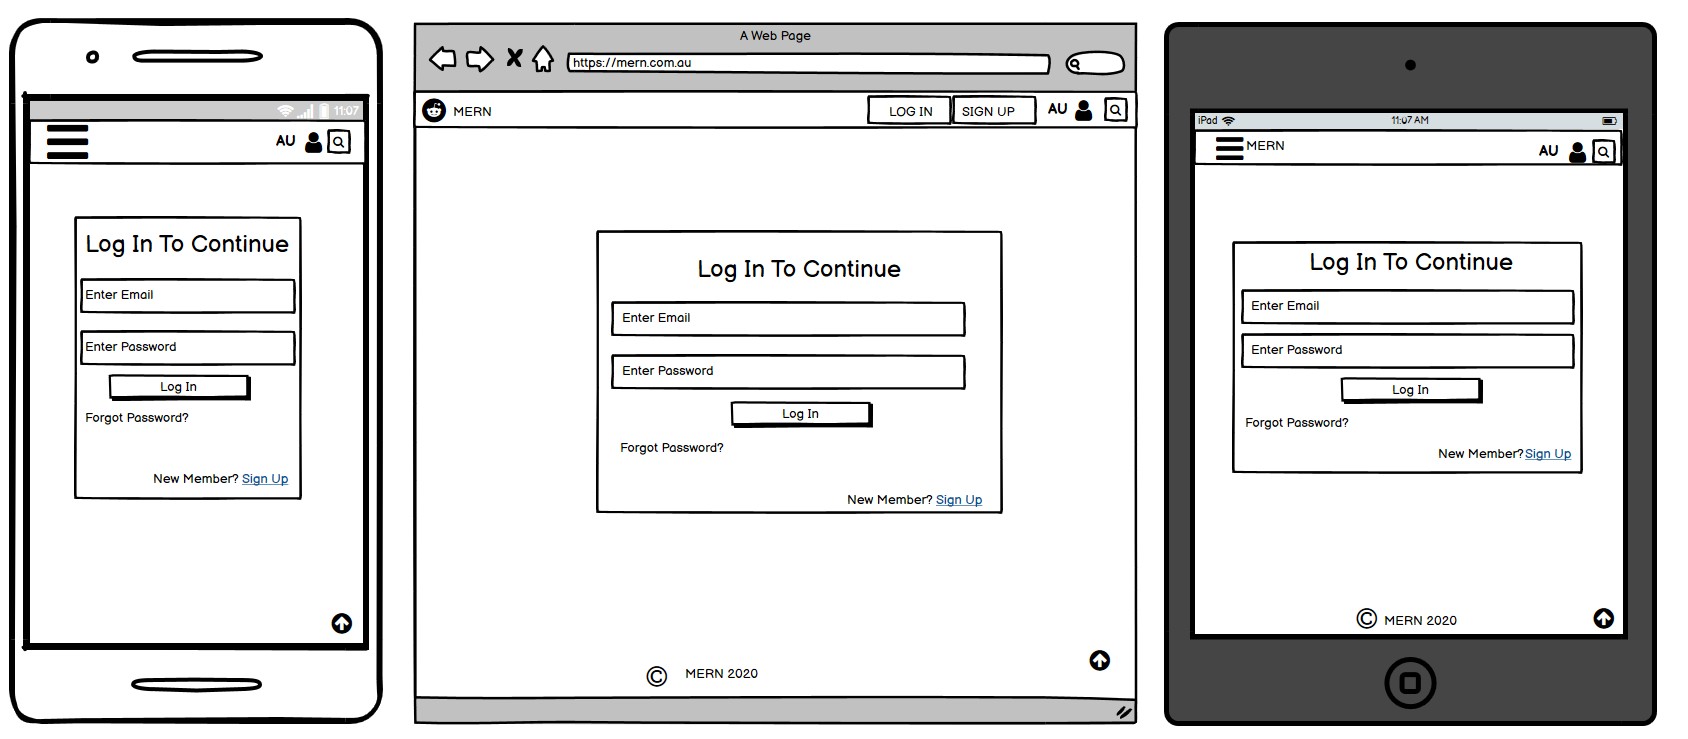 11:07
AU
Log In To Continue
Enter Email
Enter Password
Log In
Forgot Password?
New Member? Sign Up
A Web Page
https://mern.com.au
MERN
LOG IN
SIGN UP
AU
Log In To Continue
Enter Email
Enter Password
Log In
Forgot Password?
New Member? Sign Up
© MERN 2020
iPad
11:07 AM
MERN
AU
Log In To Continue
Enter Email
Enter Password
Log In
Forgot Password?
New Member? Sign Up
© MERN 2020